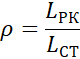 ρ = L_РК / L_СТ